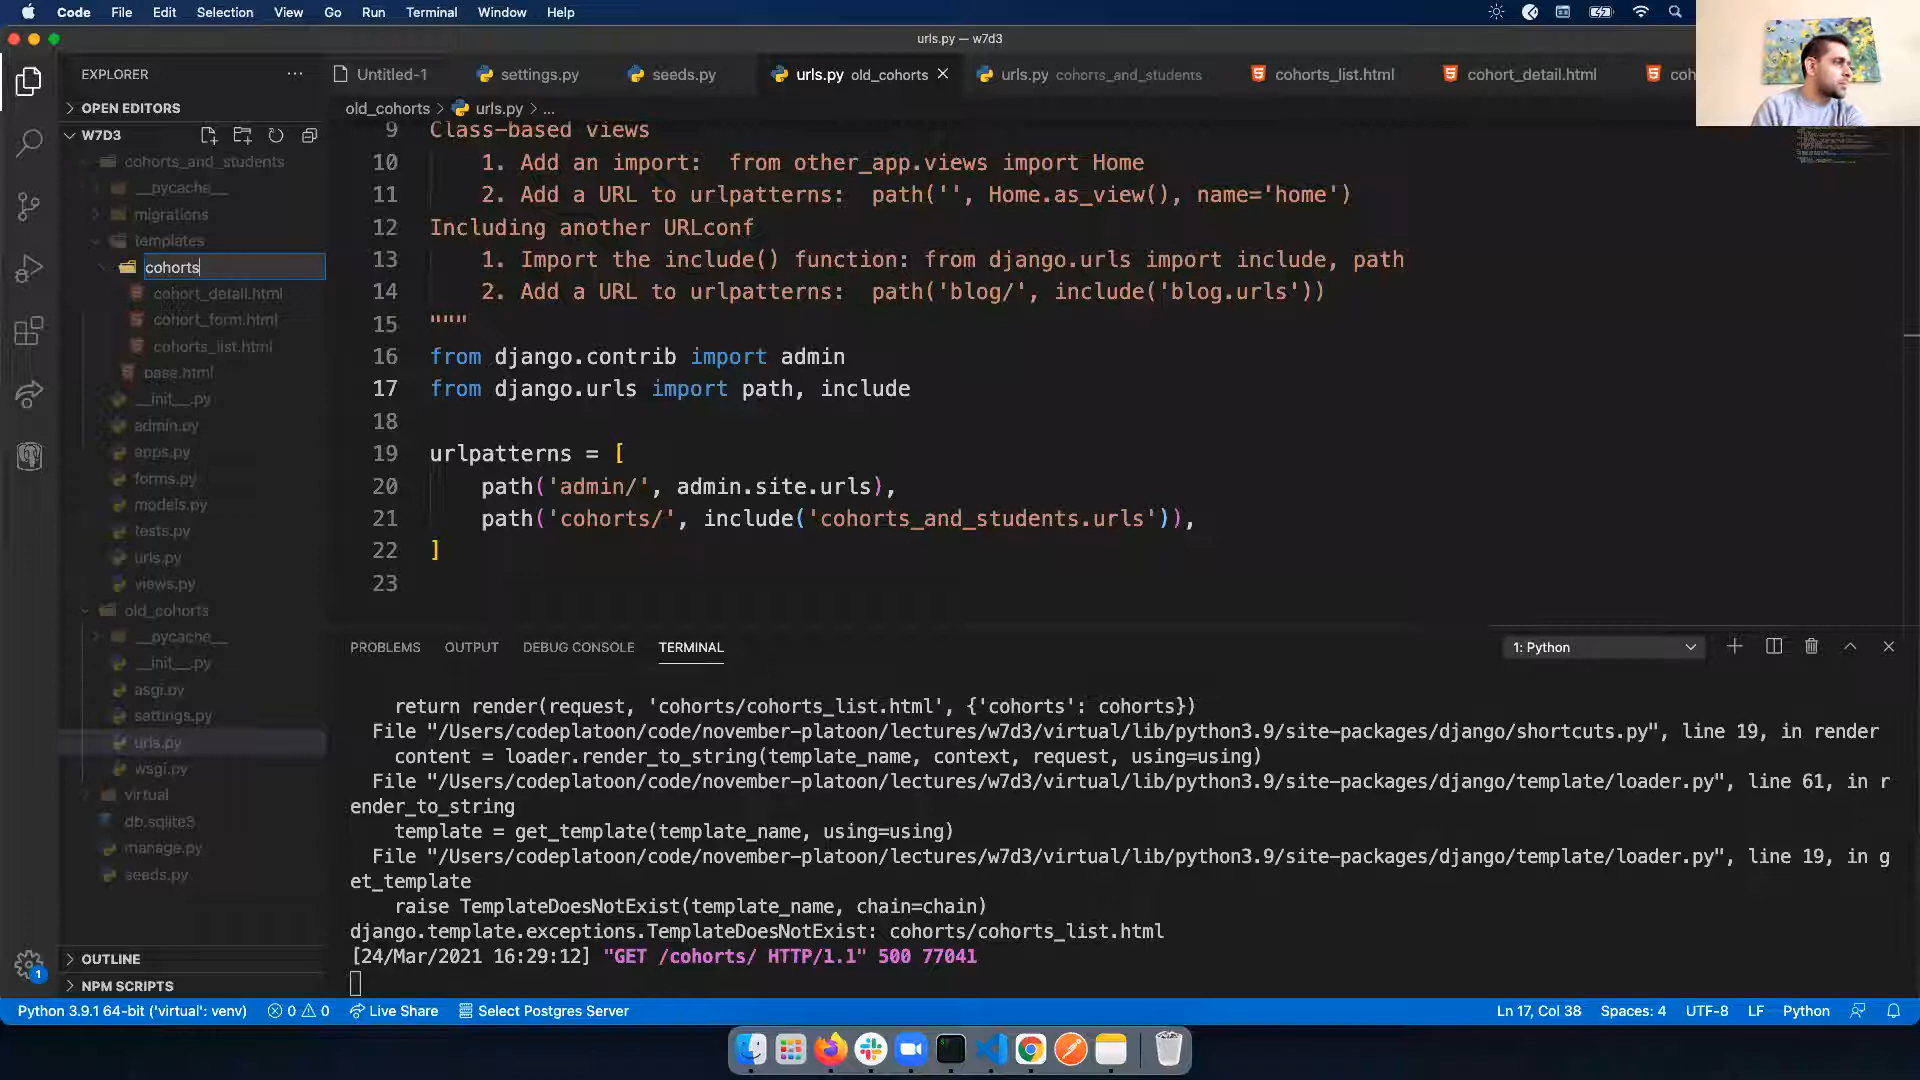 Code File Edit Selection View Go Run Terminal Window Help
urls.py — w7d3
EXPLORER
OPEN EDITORS
W7D3
cohorts_and_students
__pycache__
migrations
templates
cohorts
cohort_detail.html
cohort_form.html
cohorts_list.html
base.html
__init__.py
admin.py
apps.py
forms.py
models.py
tests.py
urls.py
views.py
old_cohorts
__pycache__
__init__.py
asgi.py
settings.py
urls.py
wsgi.py
virtual
db.sqlite3
manage.py
seeds.py
OUTLINE
NPM SCRIPTS
Untitled-1 settings.py seeds.py urls.py old_cohorts urls.py cohorts_and_students cohorts_list.html cohort_detail.html coh
old_cohorts > urls.py > ...
9 Class-based views
10 1. Add an import:  from other_app.views import Home
11 2. Add a URL to urlpatterns:  path('', Home.as_view(), name='home')
12 Including another URLconf
13 1. Import the include() function: from django.urls import include, path
14 2. Add a URL to urlpatterns:  path('blog/', include('blog.urls'))
15 """
16 from django.contrib import admin
17 from django.urls import path, include
18
19 urlpatterns = [
20 path('admin/', admin.site.urls),
21 path('cohorts/', include('cohorts_and_students.urls')),
22 ]
23
PROBLEMS OUTPUT DEBUG CONSOLE TERMINAL 1: Python
return render(request, 'cohorts/cohorts_list.html', {'cohorts': cohorts})
File "/Users/codeplatoon/code/november-platoon/lectures/w7d3/virtual/lib/python3.9/site-packages/django/shortcuts.py", line 19, in render
content = loader.render_to_string(template_name, context, request, using=using)
File "/Users/codeplatoon/code/november-platoon/lectures/w7d3/virtual/lib/python3.9/site-packages/django/template/loader.py", line 61, in r
ender_to_string
template = get_template(template_name, using=using)
File "/Users/codeplatoon/code/november-platoon/lectures/w7d3/virtual/lib/python3.9/site-packages/django/template/loader.py", line 19, in g
et_template
raise TemplateDoesNotExist(template_name, chain=chain)
django.template.exceptions.TemplateDoesNotExist: cohorts/cohorts_list.html
[24/Mar/2021 16:29:12] "GET /cohorts/ HTTP/1.1" 500 77041
1
Python 3.9.1 64-bit ('virtual': venv) 0 0 Live Share Select Postgres Server Ln 17, Col 38 Spaces: 4 UTF-8 LF Python